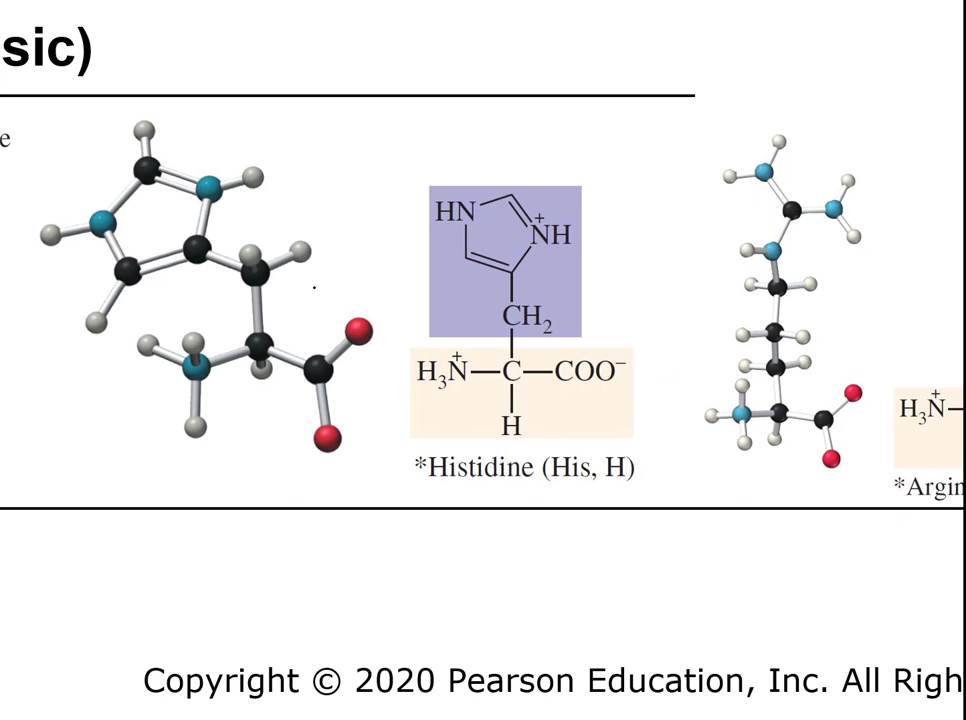 sic)
e
HN
+
NH
CH₂
H₃N⁺—C—COO⁻
H₃N⁺—
H
*Histidine (His, H)
*Argin
Copyright © 2020 Pearson Education, Inc. All Righ